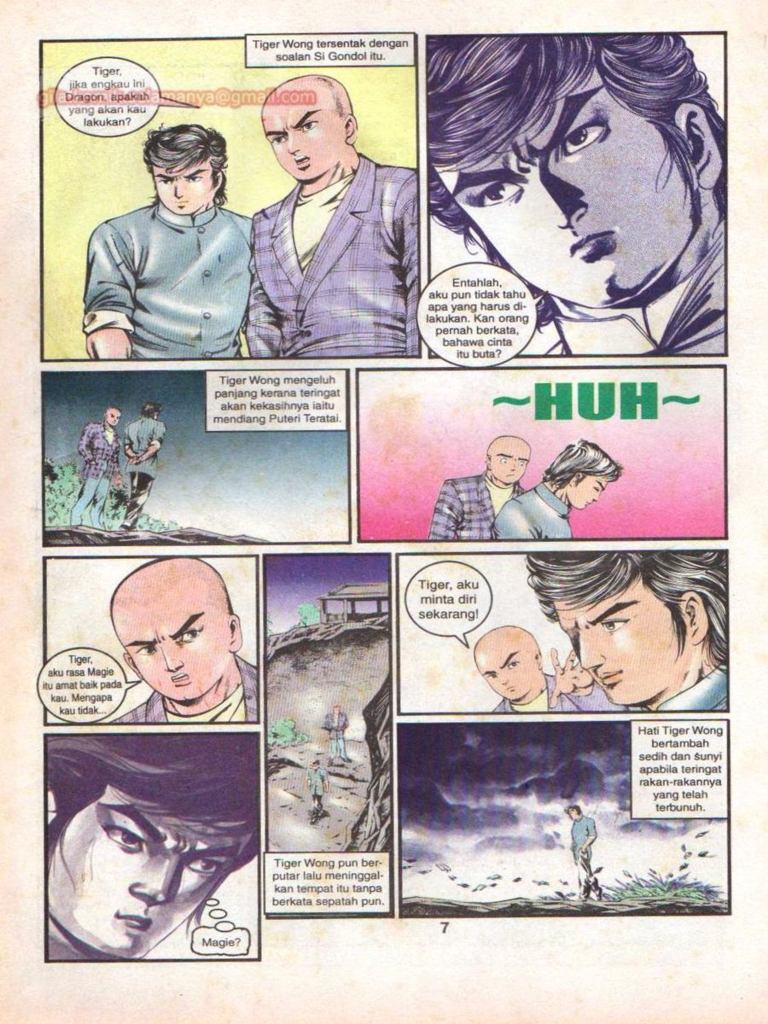 Tiger Wong tersentak dengan
soalan Si Gondol itu.
Tiger,
jika engkau ini
Dragon, apakah
yang akan kau
lakukan?
Entahlah,
aku pun tidak tahu
apa yang harus di-
lakukan. Kan orang
pernah berkata,
bahawa cinta
itu buta?
Tiger Wong mengeluh
panjang kerana teringat
akan kekasihnya iaitu
mendiang Puteri Teratai.
~HUH~
Tiger,
aku rasa Magie
itu amat baik pada
kau. Mengapa
kau tidak...
Magie?
Tiger Wong pun ber-
putar lalu meninggal-
kan tempat itu tanpa
berkata sepatah pun.
Tiger, aku
minta diri
sekarang!
Hati Tiger Wong
bertambah
sedih dan sunyi
apabila teringat
rakan-rakannya
yang telah
terbunuh.
7